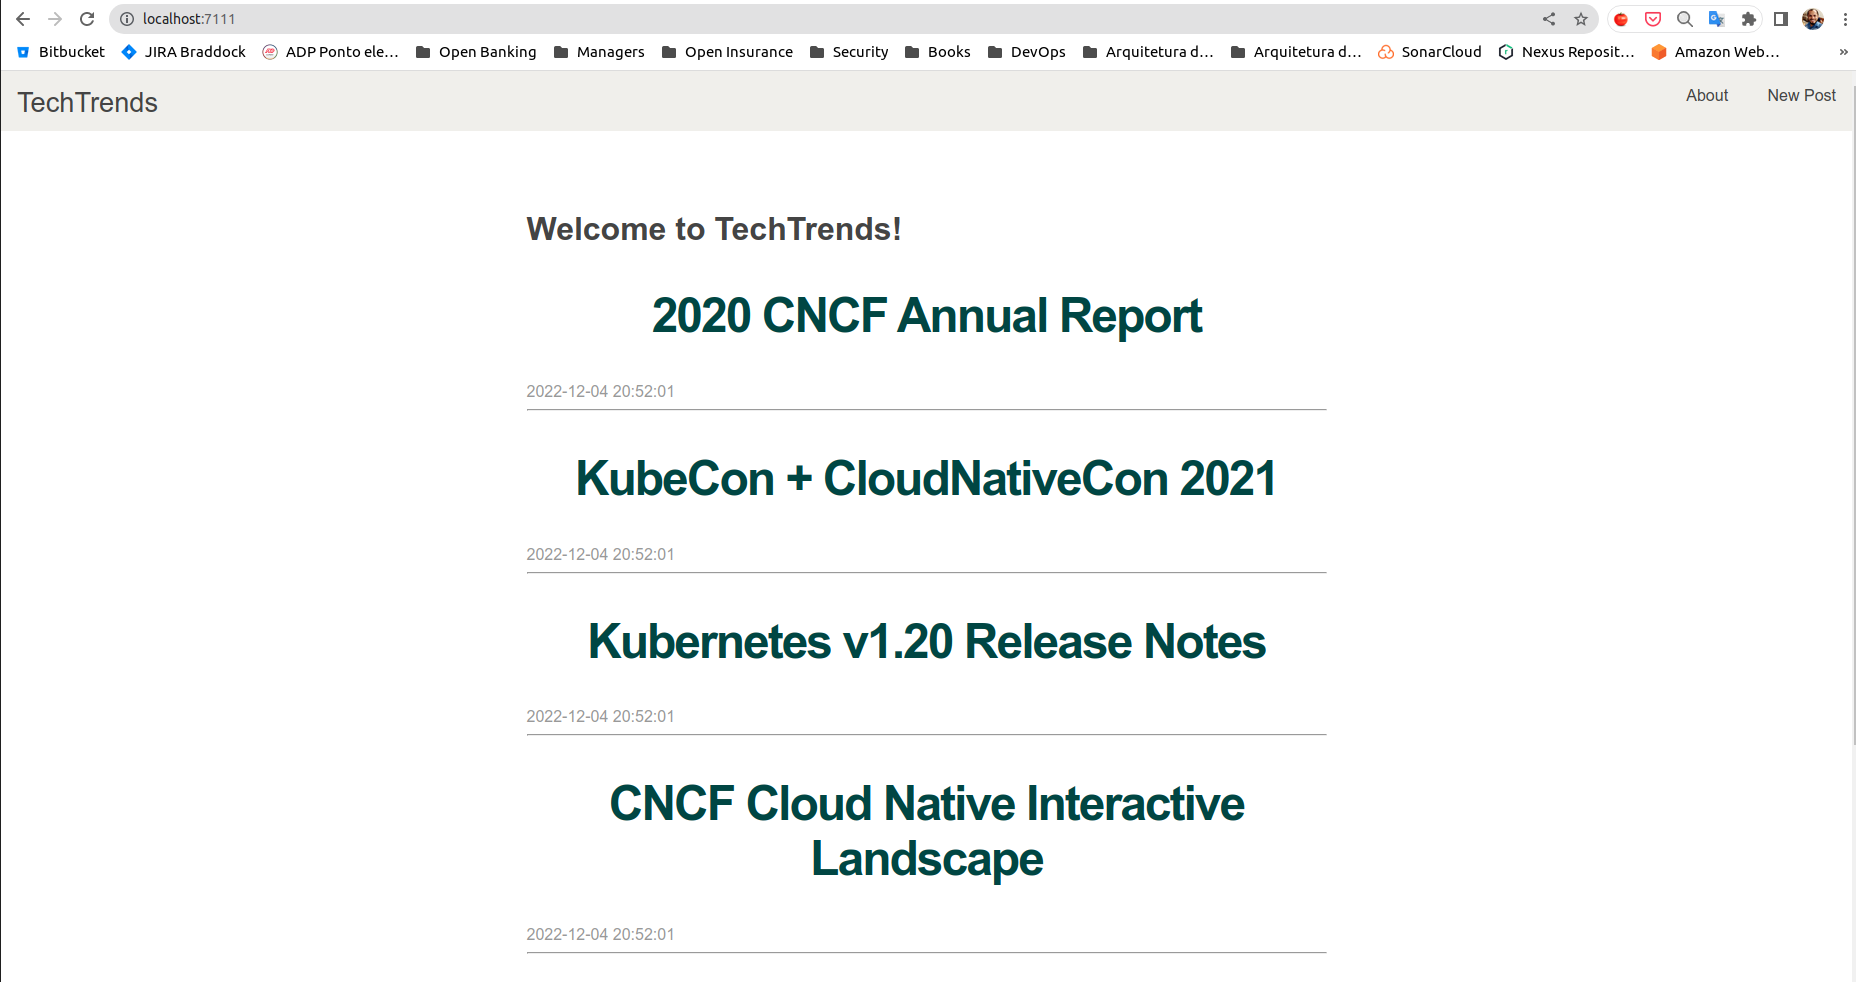 localhost:7111
Bitbucket JIRA Braddock ADP Ponto ele... Open Banking Managers Open Insurance Security Books DevOps Arquitetura d... Arquitetura d... SonarCloud Nexus Reposit... Amazon Web... »
TechTrends About New Post
Welcome to TechTrends!
2020 CNCF Annual Report
2022-12-04 20:52:01
KubeCon + CloudNativeCon 2021
2022-12-04 20:52:01
Kubernetes v1.20 Release Notes
2022-12-04 20:52:01
CNCF Cloud Native Interactive
Landscape
2022-12-04 20:52:01